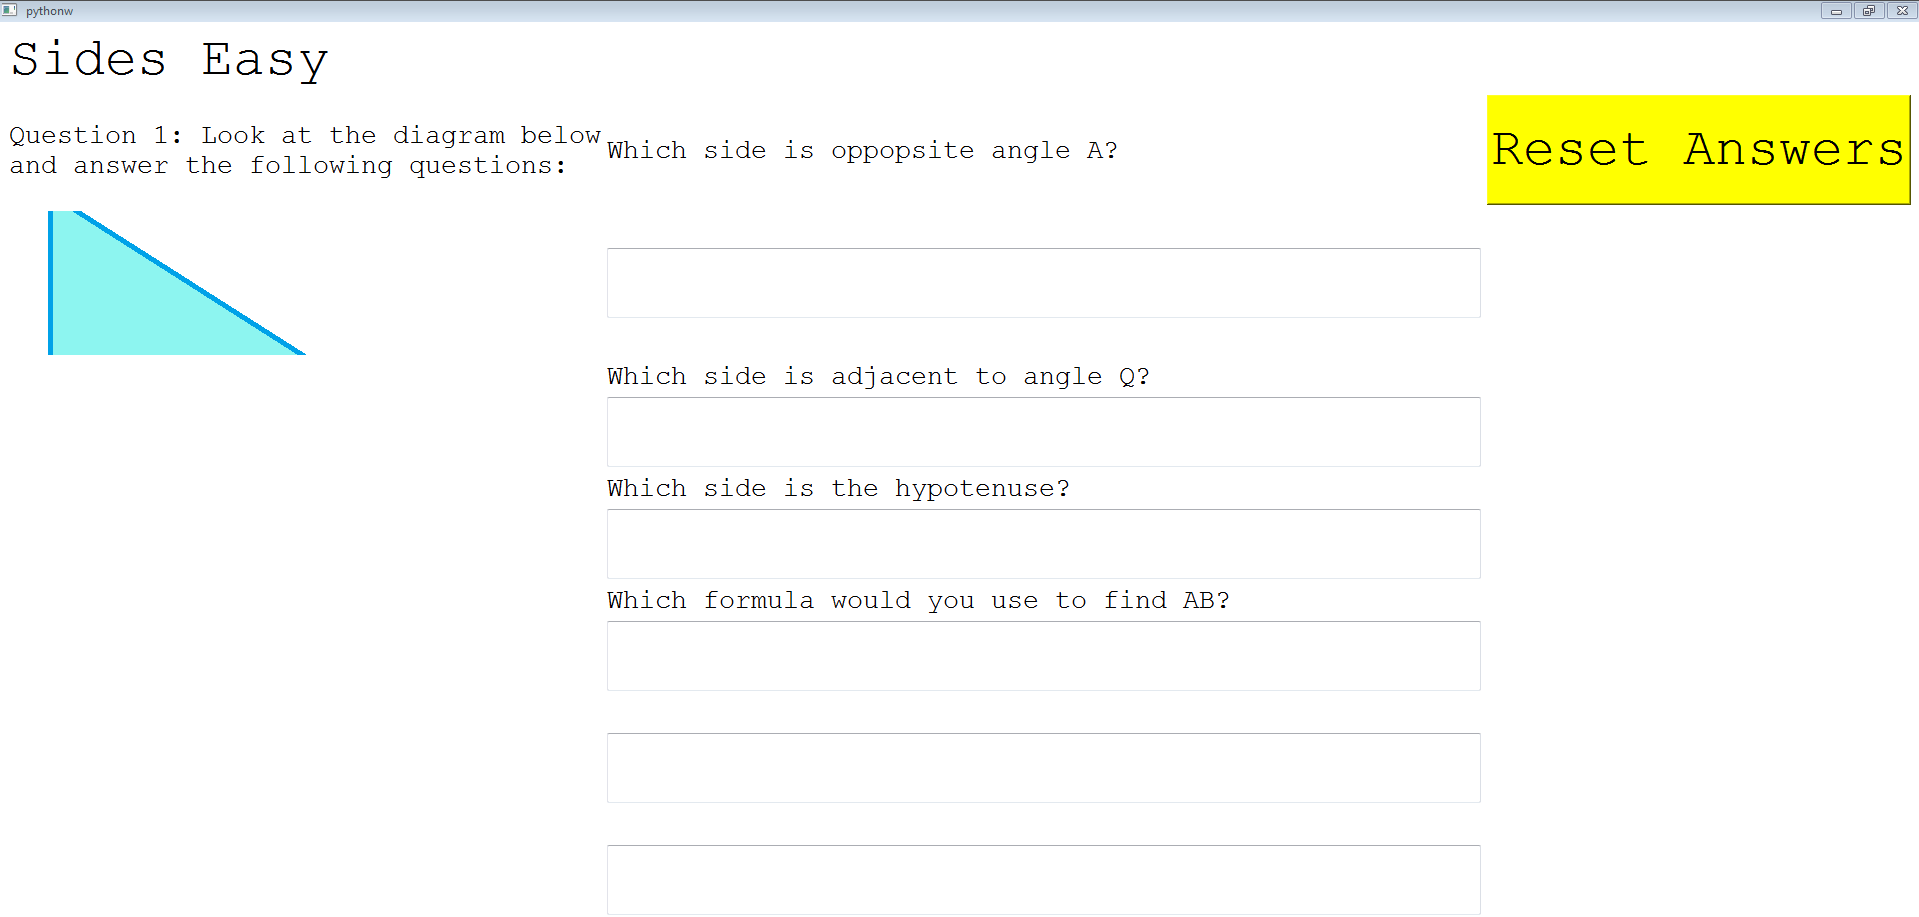 pythonw
Sides Easy
Question 1: Look at the diagram below
and answer the following questions:
Which side is oppopsite angle A?
Reset Answers
Which side is adjacent to angle Q?
Which side is the hypotenuse?
Which formula would you use to find AB?